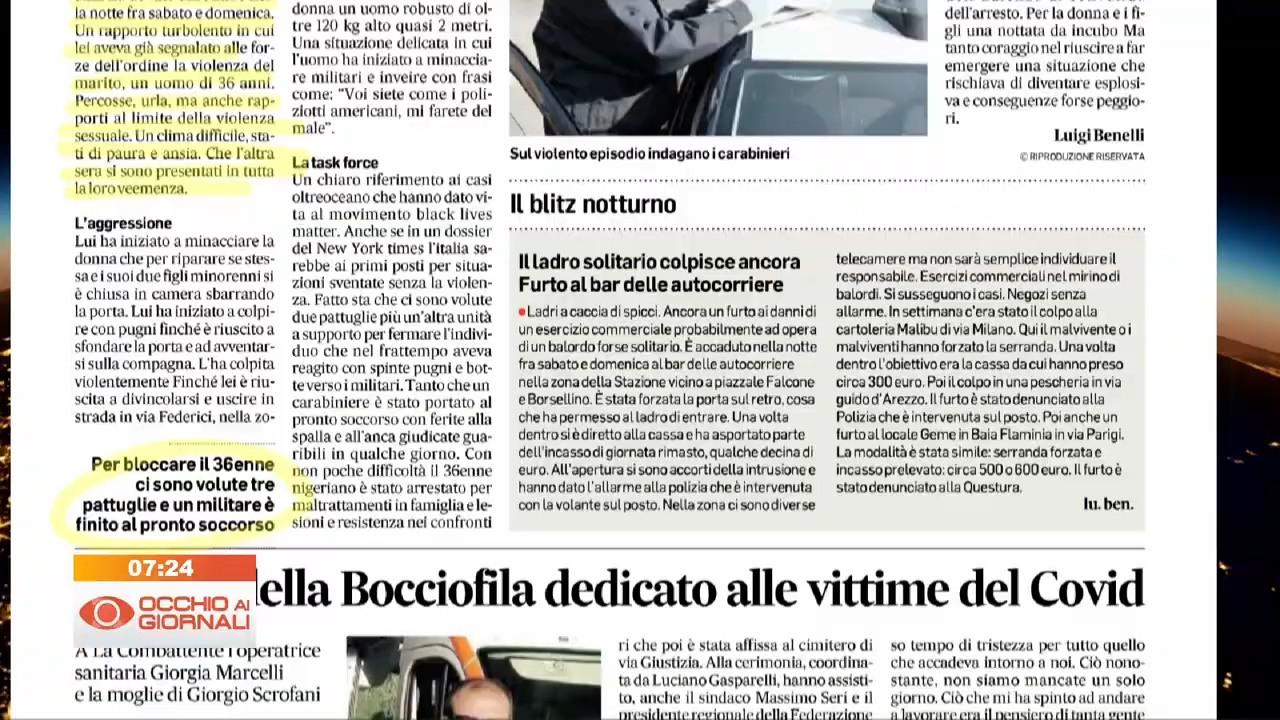 la notte fra sabato e domenica.
Un rapporto turbolento in cui
lei aveva già segnalato alle for-
ze dell'ordine la violenza del
marito, un uomo di 36 anni.
Percosse, urla, ma anche rap-
porti al limite della violenza
sessuale. Un clima difficile, sta-
ti di paura e ansia. Che l'altra
sera si sono presentati in tutta
la loro veemenza.
L'aggressione
Lui ha iniziato a minacciare la
donna che per riparare se stes-
sa e i suoi due figli minorenni si
è chiusa in camera sbarrando
la porta. Lui ha iniziato a colpi-
re con pugni finché è riuscito a
sfondare la porta e ad avventar-
si sulla compagna. L'ha colpita
violentemente Finché lei è riu-
scita a divincolarsi e uscire in
strada in via Federici, nella zo-
Per bloccare il 36enne
ci sono volute tre
pattuglie e un militare è
finito al pronto soccorso
donna un uomo robusto di ol-
tre 120 kg alto quasi 2 metri.
Una situazione delicata in cui
l'uomo ha iniziato a minaccia-
re militari e inveire con frasi
come: "Voi siete come i poli-
ziotti americani, mi farete del
male".
La task force
Un chiaro riferimento ai casi
oltreoceano che hanno dato vi-
ta al movimento black lives
matter. Anche se in un dossier
del New York times l'Italia sa-
rebbe ai primi posti per situa-
zioni sventate senza la violen-
za. Fatto sta che ci sono volute
due pattuglie più un'altra unità
a supporto per fermare l'indivi-
duo che nel frattempo aveva
reagito con spinte pugni e bot-
te verso i militari. Tanto che un
carabiniere è stato portato al
pronto soccorso con ferite alla
spalla e all'anca giudicate gua-
ribili in qualche giorno. Con
non poche difficoltà il 36enne
nigeriano è stato arrestato per
maltrattamenti in famiglia e le-
sioni e resistenza nei confronti
Sul violento episodio indagano i carabinieri
dell'arresto. Per la donna e i fi-
gli una nottata da incubo Ma
tanto coraggio nel riuscire a far
emergere una situazione che
rischiava di diventare esplosi-
va e conseguenze forse peggio-
ri.
Luigi Benelli
© RIPRODUZIONE RISERVATA
Il blitz notturno
Il ladro solitario colpisce ancora
Furto al bar delle autocorriere
Ladri a caccia di spicci. Ancora un furto ai danni di
un esercizio commerciale probabilmente ad opera
di un balordo forse solitario. È accaduto nella notte
fra sabato e domenica al bar delle autocorriere
nella zona della Stazione vicino a piazzale Falcone
e Borsellino. È stata forzata la porta sul retro, cosa
che ha permesso al ladro di entrare. Una volta
dentro si è diretto alla cassa e ha asportato parte
dell'incasso di giornata rimasto, qualche decina di
euro. All'apertura si sono accorti della intrusione e
hanno dato l'allarme alla polizia che è intervenuta
con la volante sul posto. Nella zona ci sono diverse
telecamere ma non sarà semplice individuare il
responsabile. Esercizi commerciali nel mirino di
balordi. Si susseguono i casi. Negozi senza
allarme. In settimana c'era stato il colpo alla
cartoleria Malibu di via Milano. Qui il malvivente o i
malviventi hanno forzato la serranda. Una volta
dentro l'obiettivo era la cassa da cui hanno preso
circa 300 euro. Poi il colpo in una pescheria in via
guido d'Arezzo. Il furto è stato denunciato alla
Polizia che è intervenuta sul posto. Poi anche un
furto al locale Geme in Baia Flaminia in via Parigi.
La modalità è stata simile: serranda forzata e
incasso prelevato: circa 500 o 600 euro. Il furto è
stato denunciato alla Questura.
lu. ben.
07:24
OCCHIO AI
GIORNALI
della Bocciofila dedicato alle vittime del Covid
A La Combattente l'operatrice
sanitaria Giorgia Marcelli
e la moglie di Giorgio Scrofani
ri che poi è stata affissa al cimitero di
via Giustizia. Alla cerimonia, coordina-
ta da Luciano Gasparelli, hanno assisti-
to, anche il sindaco Massimo Seri e il
presidente regionale della Federazione
so tempo di tristezza per tutto quello
che accadeva intorno a noi. Ciò nono-
stante, non siamo mancate un solo
giorno. Ciò che mi ha spinto ad andare
a lavorare era il pensiero di tanta gente